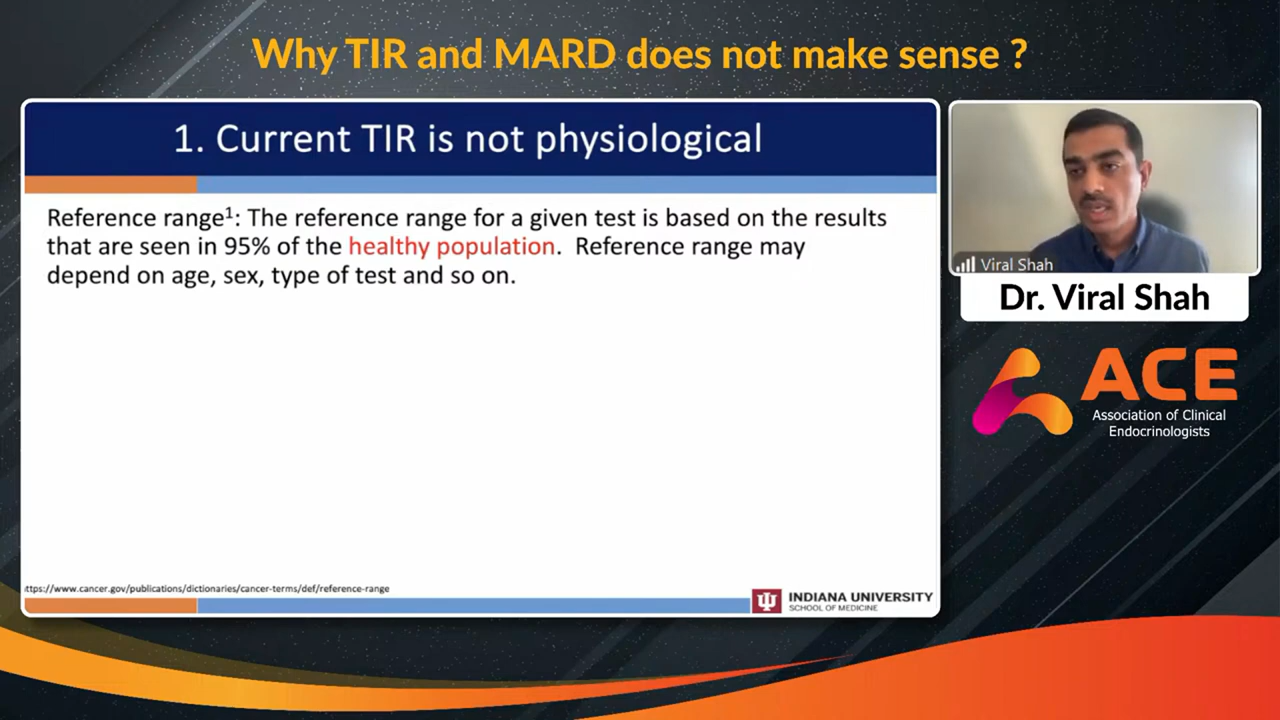 Why TIR and MARD does not make sense ?
1. Current TIR is not physiological
Reference range1: The reference range for a given test is based on the results
that are seen in 95% of the healthy population. Reference range may
depend on age, sex, type of test and so on.
ttps://www.cancer.gov/publications/dictionaries/cancer-terms/def/reference-range
INDIANA UNIVERSITY
SCHOOL OF MEDICINE
Viral Shah
Dr. Viral Shah
ACE
Association of Clinical
Endocrinologists